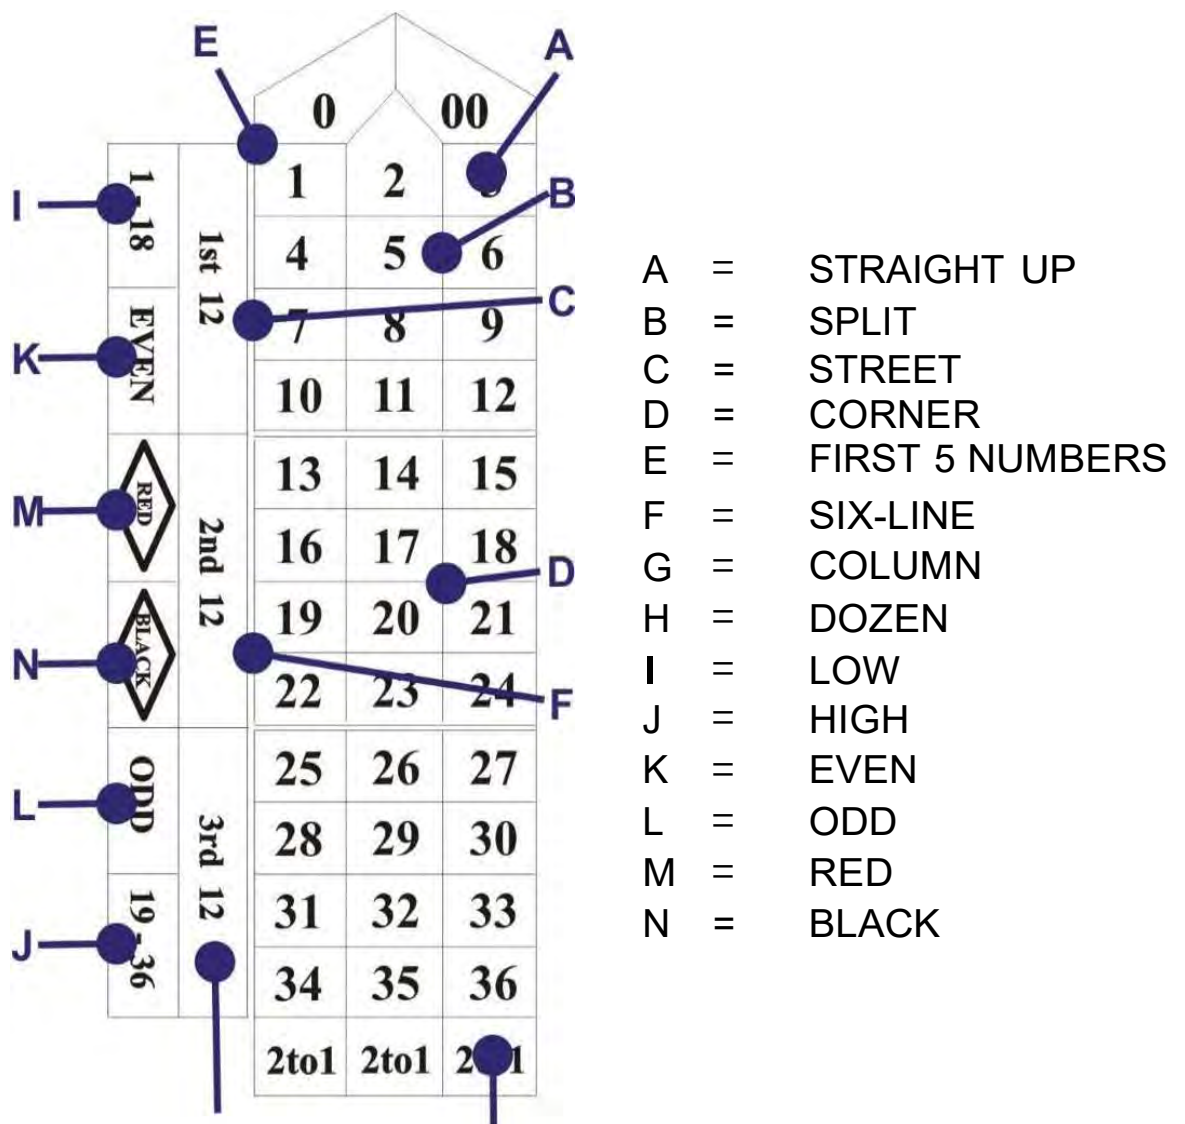 E
A
0 00
1 2
B
4 5 6
I
1 - 18
1st 12
C
7 8 9
K
EVEN
10 11 12
13 14 15
M
RED
2nd 12
16 17 18
D
19 20 21
N
BLACK
22 23 24
F
25 26 27
L
ODD
3rd 12
28 29 30
31 32 33
J
19 - 36
34 35 36
2to1 2to1
A = STRAIGHT UP
B = SPLIT
C = STREET
D = CORNER
E = FIRST 5 NUMBERS
F = SIX-LINE
G = COLUMN
H = DOZEN
I = LOW
J = HIGH
K = EVEN
L = ODD
M = RED
N = BLACK